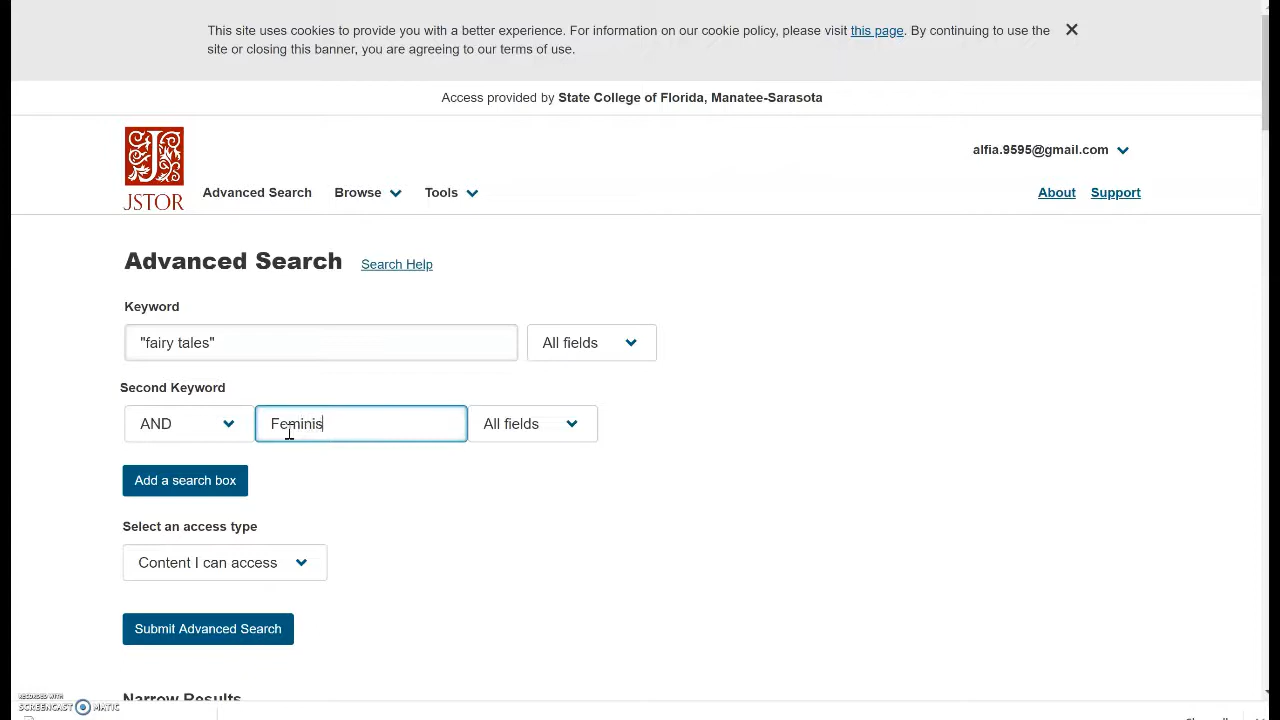 This site uses cookies to provide you with a better experience. For information on our cookie policy, please visit this page. By continuing to use the
site or closing this banner, you are agreeing to our terms of use.
Access provided by State College of Florida, Manatee-Sarasota
alfia.9595@gmail.com
JSTOR
Advanced Search Browse Tools About Support
Advanced Search Search Help
Keyword
"fairy tales" All fields
Second Keyword
AND Feminis All fields
Add a search box
Select an access type
Content I can access
Submit Advanced Search
Narrow Results
RECORDED WITH
SCREENCAST MATIC